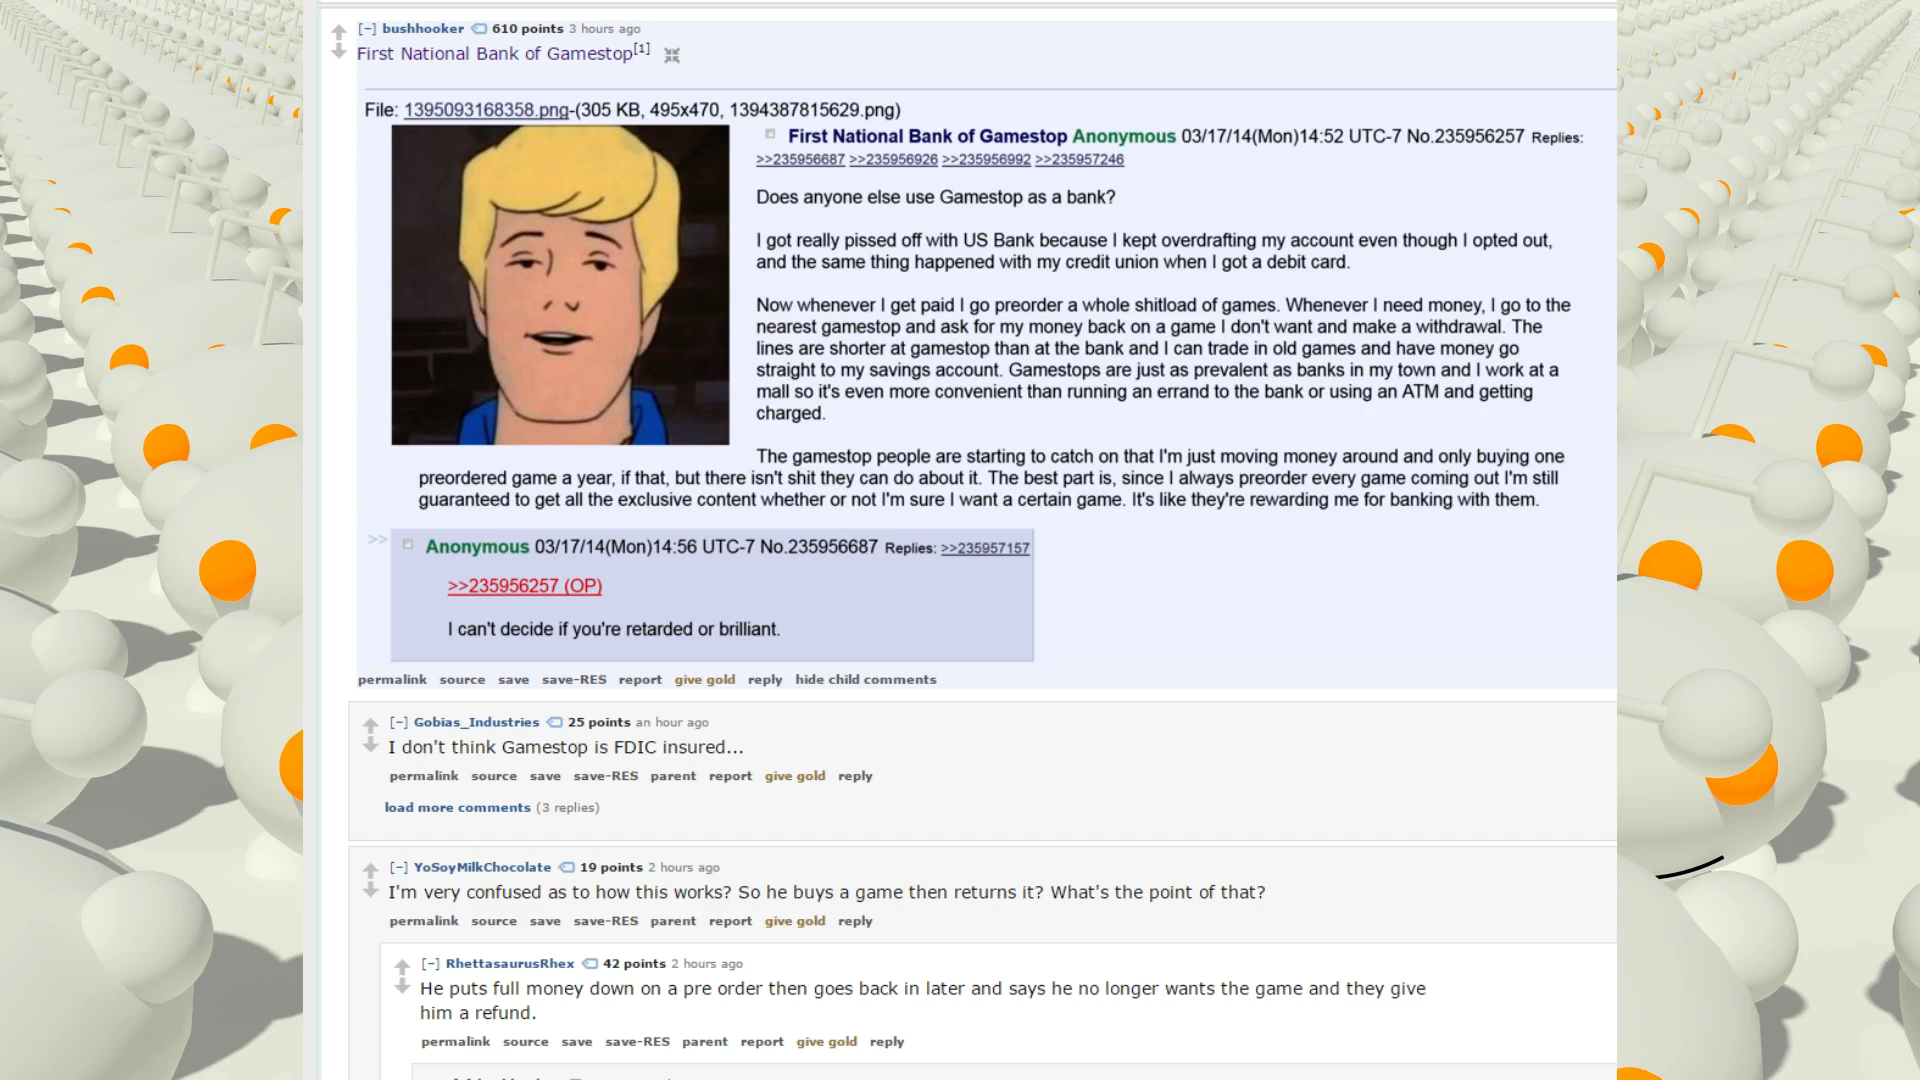 [–] bushhooker 610 points 3 hours ago
First National Bank of Gamestop[1]
File: 1395093168358.png-(305 KB, 495x470, 1394387815629.png)
First National Bank of Gamestop Anonymous 03/17/14(Mon)14:52 UTC-7 No.235956257 Replies:
>>235956687 >>235956926 >>235956992 >>235957246
Does anyone else use Gamestop as a bank?
I got really pissed off with US Bank because I kept overdrafting my account even though I opted out,
and the same thing happened with my credit union when I got a debit card.
Now whenever I get paid I go preorder a whole shitload of games. Whenever I need money, I go to the
nearest gamestop and ask for my money back on a game I don't want and make a withdrawal. The
lines are shorter at gamestop than at the bank and I can trade in old games and have money go
straight to my savings account. Gamestops are just as prevalent as banks in my town and I work at a
mall so it's even more convenient than running an errand to the bank or using an ATM and getting
charged.
The gamestop people are starting to catch on that I'm just moving money around and only buying one
preordered game a year, if that, but there isn't shit they can do about it. The best part is, since I always preorder every game coming out I'm still
guaranteed to get all the exclusive content whether or not I'm sure I want a certain game. It's like they're rewarding me for banking with them.
>> Anonymous 03/17/14(Mon)14:56 UTC-7 No.235956687 Replies: >>235957157
>>235956257 (OP)
I can't decide if you're retarded or brilliant.
permalink source save save-RES report give gold reply hide child comments
[–] Gobias_Industries 25 points an hour ago
I don't think Gamestop is FDIC insured...
permalink source save save-RES parent report give gold reply
load more comments (3 replies)
[–] YoSoyMilkChocolate 19 points 2 hours ago
I'm very confused as to how this works? So he buys a game then returns it? What's the point of that?
permalink source save save-RES parent report give gold reply
[–] RhettasaurusRhex 42 points 2 hours ago
He puts full money down on a pre order then goes back in later and says he no longer wants the game and they give
him a refund.
permalink source save save-RES parent report give gold reply